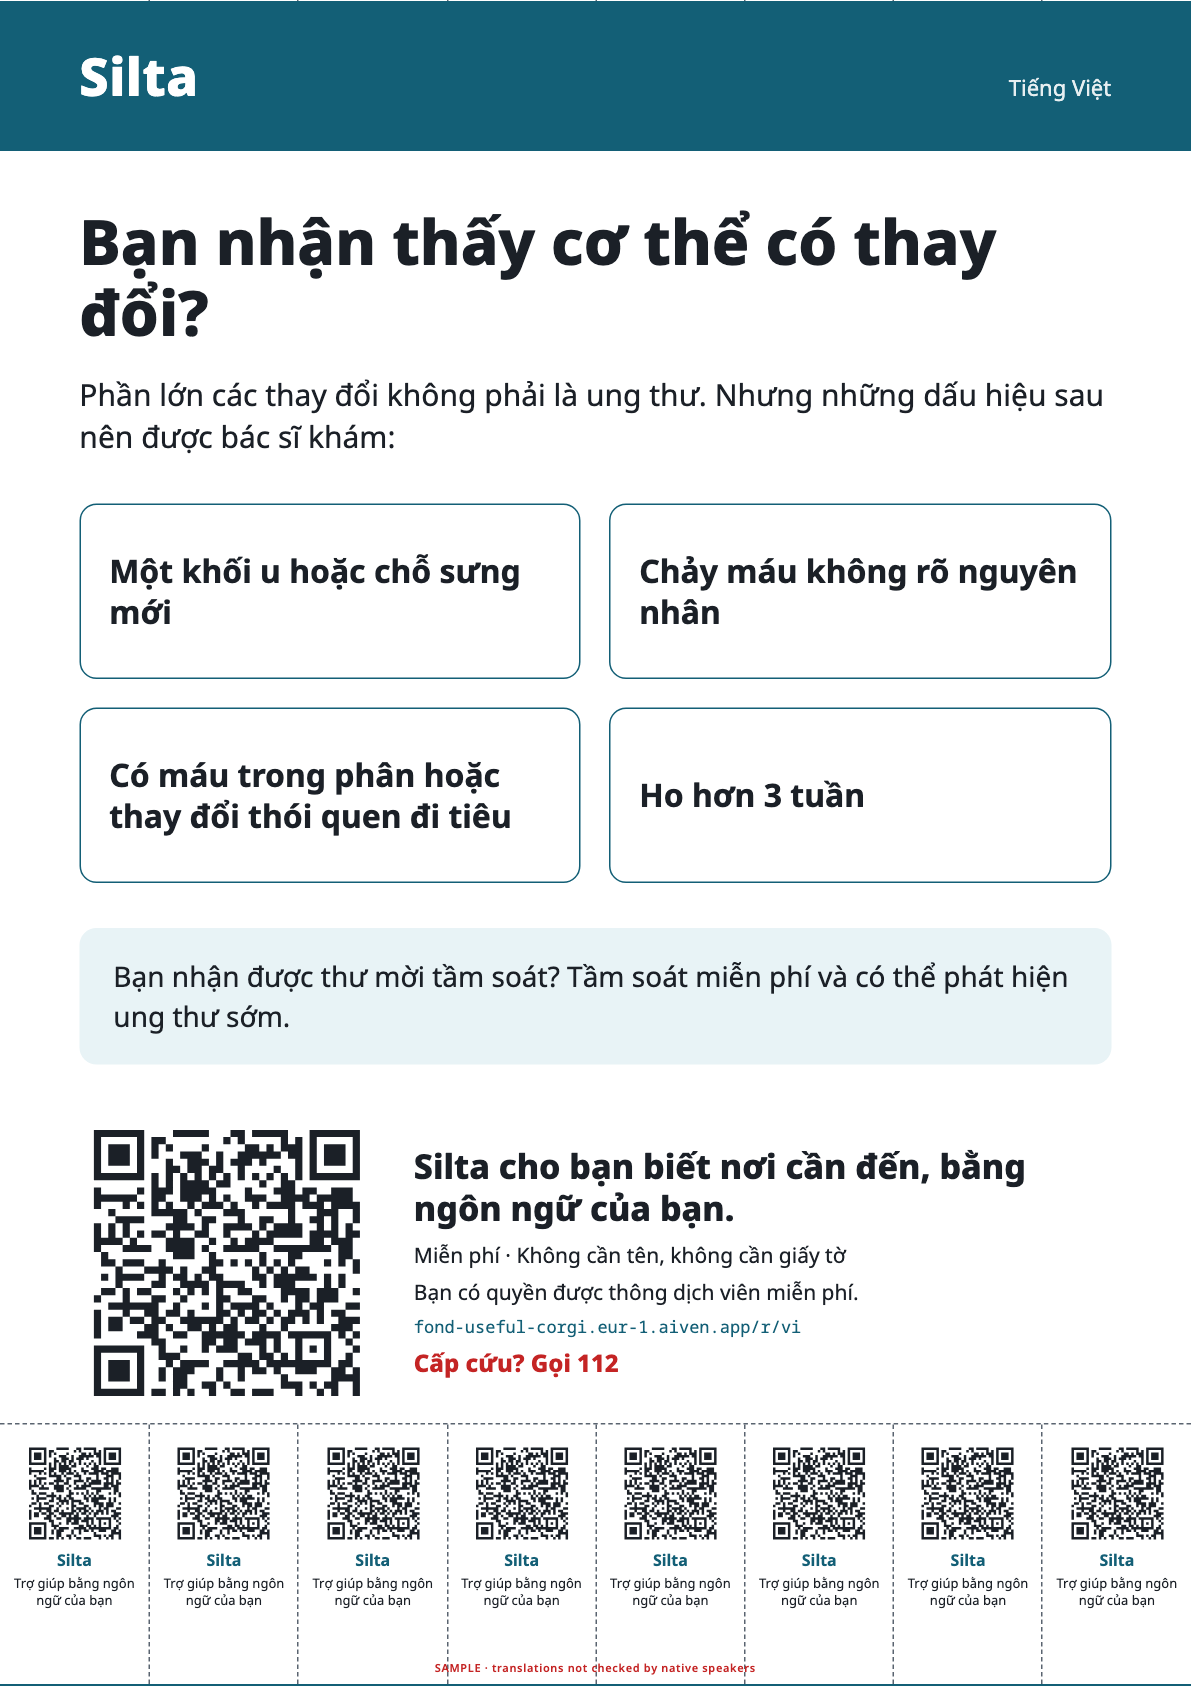 Silta
Tiếng Việt
Bạn nhận thấy cơ thể có thay
đổi?
Phần lớn các thay đổi không phải là ung thư. Nhưng những dấu hiệu sau
nên được bác sĩ khám:
Một khối u hoặc chỗ sưng
mới
Chảy máu không rõ nguyên
nhân
Có máu trong phân hoặc
thay đổi thói quen đi tiêu
Ho hơn 3 tuần
Bạn nhận được thư mời tầm soát? Tầm soát miễn phí và có thể phát hiện
ung thư sớm.
Silta cho bạn biết nơi cần đến, bằng
ngôn ngữ của bạn.
Miễn phí · Không cần tên, không cần giấy tờ
Bạn có quyền được thông dịch viên miễn phí.
fond-useful-corgi.eur-1.aiven.app/r/vi
Cấp cứu? Gọi 112
Silta
Trợ giúp bằng ngôn
ngữ của bạn
Silta
Trợ giúp bằng ngôn
ngữ của bạn
Silta
Trợ giúp bằng ngôn
ngữ của bạn
Silta
Trợ giúp bằng ngôn
ngữ của bạn
Silta
Trợ giúp bằng ngôn
ngữ của bạn
Silta
Trợ giúp bằng ngôn
ngữ của bạn
Silta
Trợ giúp bằng ngôn
ngữ của bạn
Silta
Trợ giúp bằng ngôn
ngữ của bạn
SAMPLE · translations not checked by native speakers